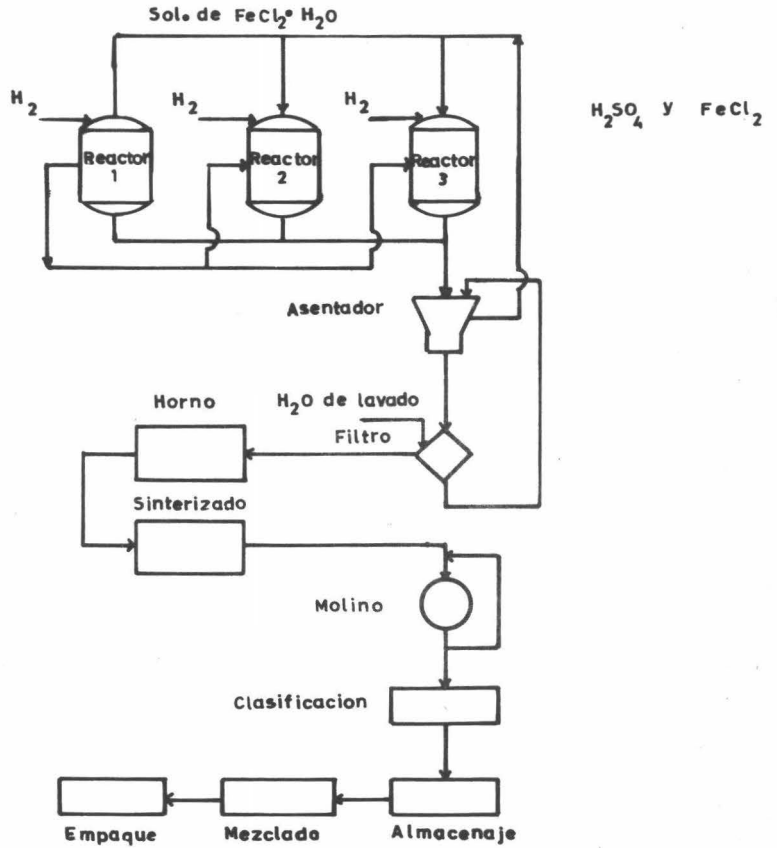 Sol. de FeCl₂• H₂O
H₂
H₂
H₂
H₂SO₄ y FeCl₂
Reactor
1
Reactor
2
Reactor
3
Asentador
Horno
H₂O de lavado
Filtro
Sinterizado
Molino
Clasificacion
Empaque
Mezclado
Almacenaje